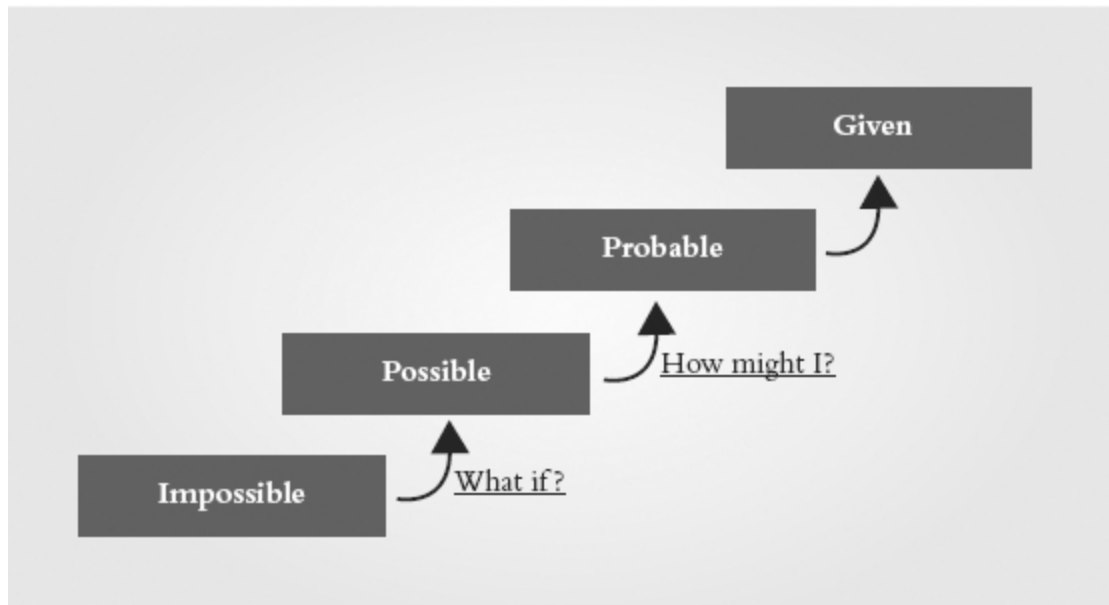 Given
Probable
How might I?
Possible
What if?
Impossible